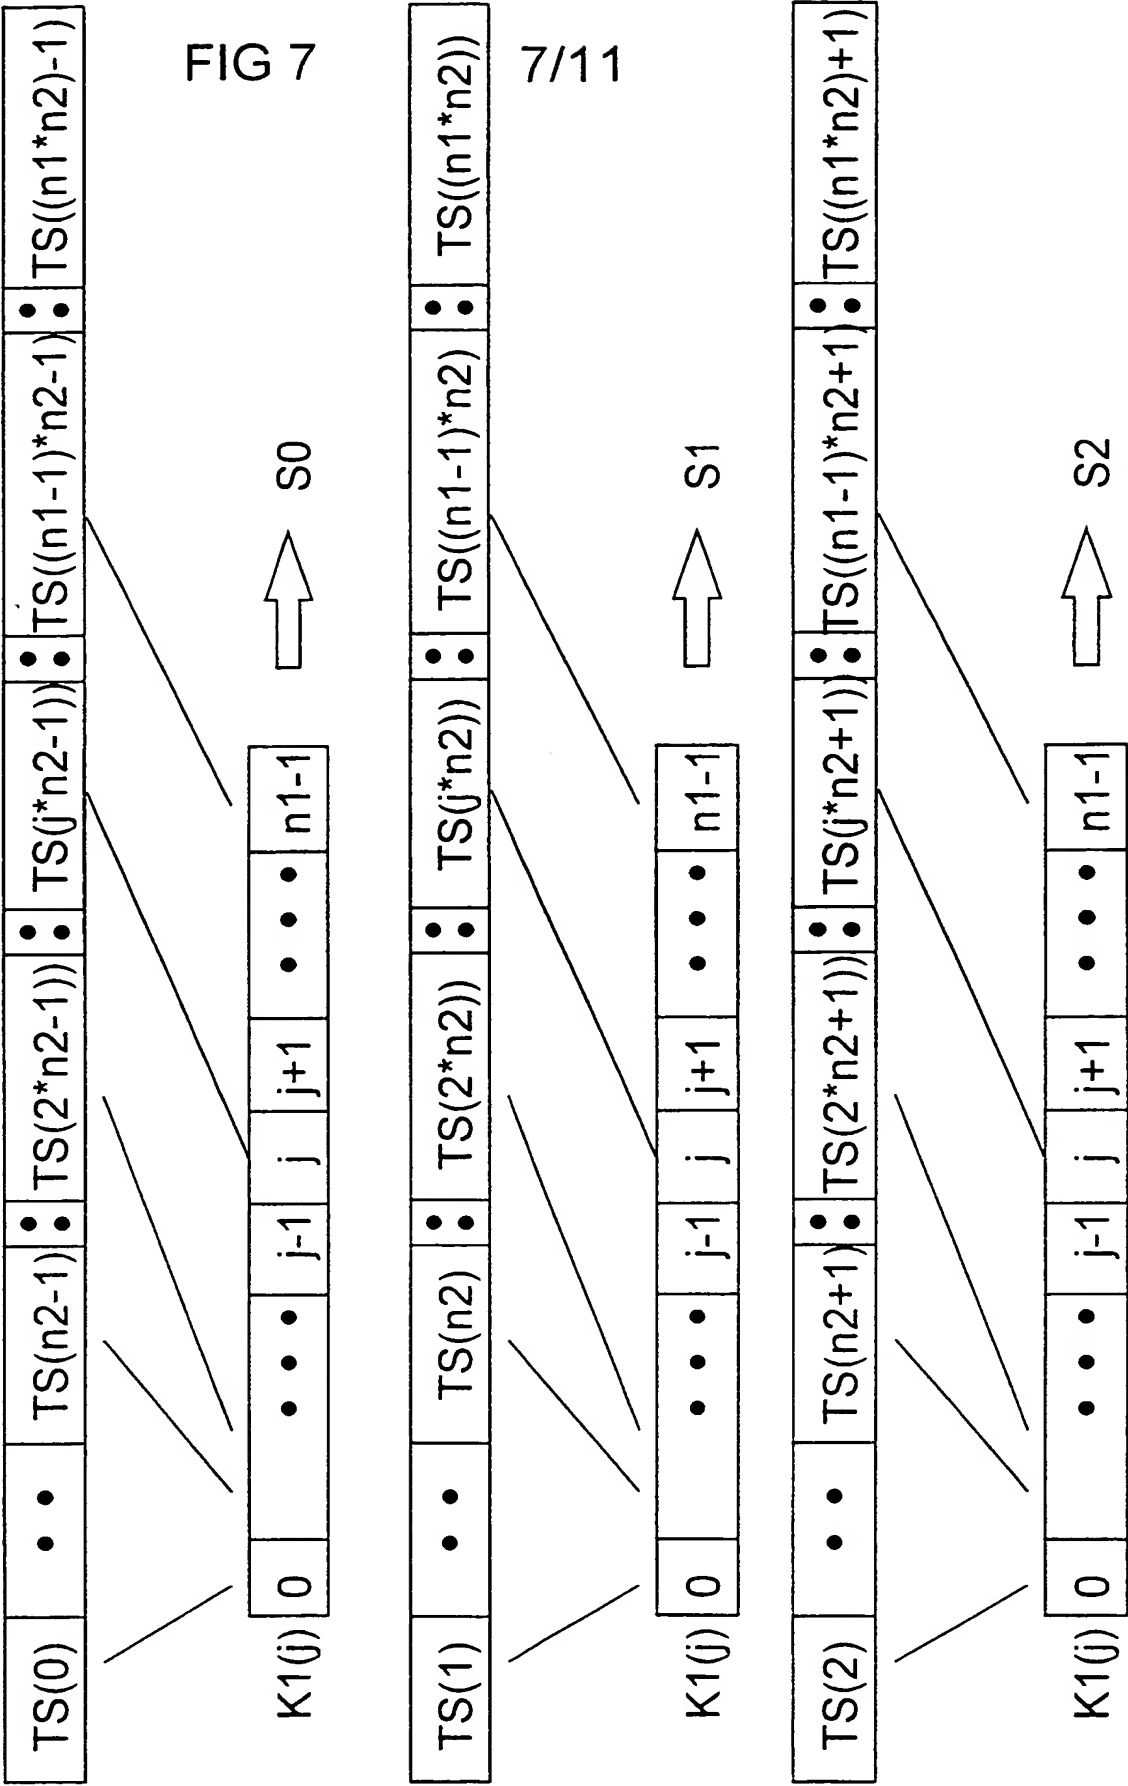 FIG 7
7/11
TS(0) • • TS(n2-1) • • TS(2*n2-1)) • • TS(j*n2-1)) • • TS((n1-1)*n2-1) • • TS((n1*n2)-1)
K1(j) 0 • • • j-1 j j+1 • • • n1-1 S0
TS(1) • • TS(n2) • • TS(2*n2)) • • TS(j*n2)) • • TS((n1-1)*n2) • • TS((n1*n2))
K1(j) 0 • • • j-1 j j+1 • • • n1-1 S1
TS(2) • • TS(n2+1) • • TS(2*n2+1)) • • TS(j*n2+1)) • • TS((n1-1)*n2+1) • • TS((n1*n2)+1)
K1(j) 0 • • • j-1 j j+1 • • • n1-1 S2